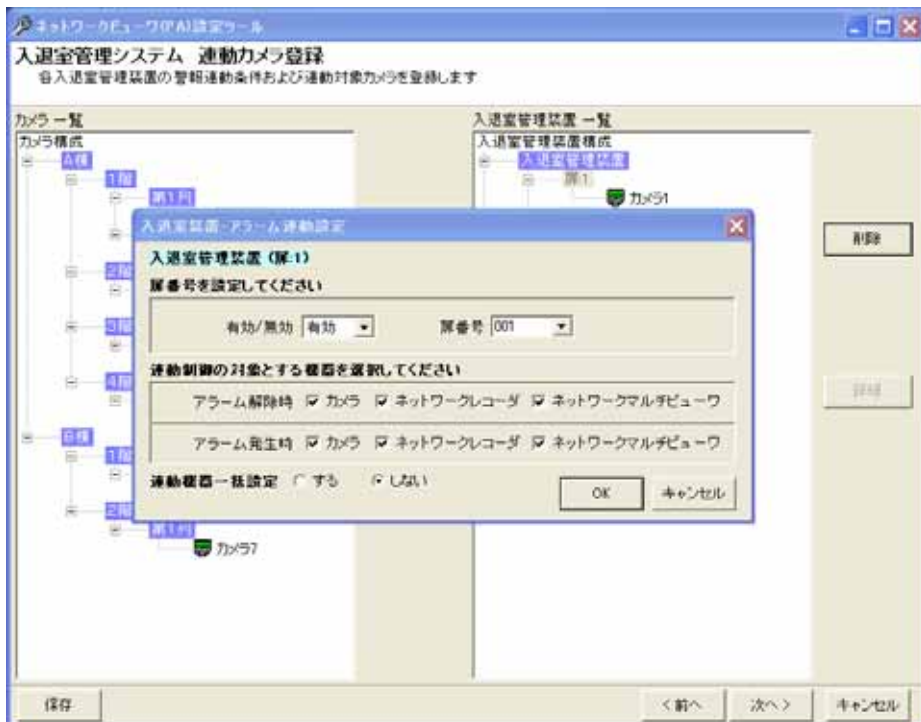 ネットワークビューワ(PA)設定ツール
入退室管理システム 連動カメラ登録
各入退室管理装置の警報連動条件および連動対象カメラを登録します
カメラ 一覧
入退室管理装置 一覧
カメラ構成
入退室管理装置構成
A棟
入退室管理装置
1階
扉1
第1列
カメラ1
削除
入退室装置-アラーム連動設定
入退室管理装置 (扉:1)
扉番号を設定してください
2階
有効/無効 有効 扉番号 001
3階
連動制御の対象とする機器を選択してください
4階
アラーム解除時 カメラ ネットワークレコーダ ネットワークマルチビューワ
詳細
B棟
アラーム発生時 カメラ ネットワークレコーダ ネットワークマルチビューワ
1階
連動機器一括設定 する しない
OK キャンセル
2階
第1列
カメラ7
保存 <前へ 次へ> キャンセル